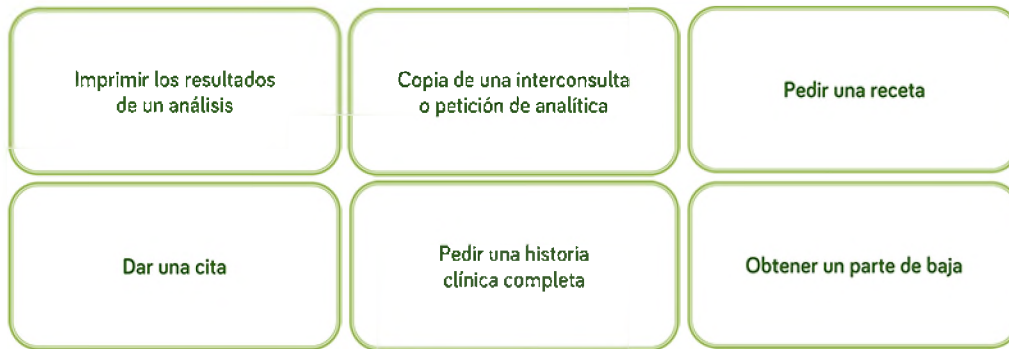 Imprimir los resultados
de un análisis
Copia de una interconsulta
o petición de analítica
Pedir una receta
Dar una cita
Pedir una historia
clínica completa
Obtener un parte de baja